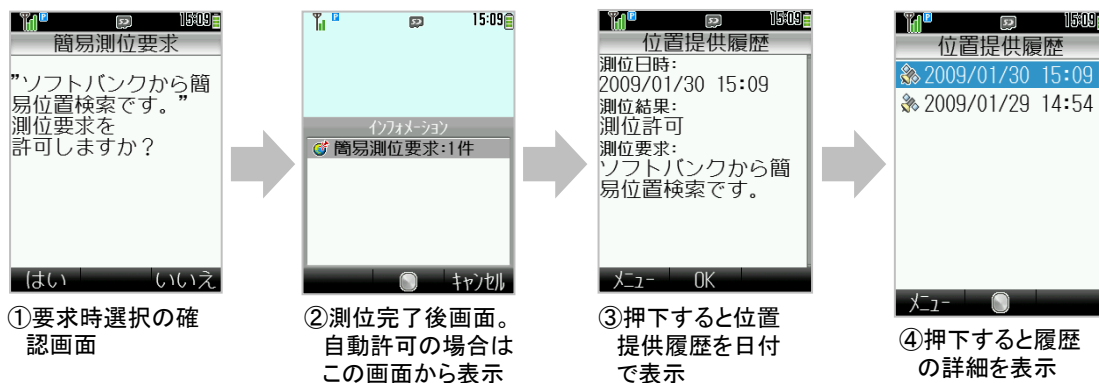 15:09
簡易測位要求
”ソフトバンクから簡
易位置検索です。”
測位要求を
許可しますか？
はい いいえ
①要求時選択の確
認画面
15:09
インフォメーション
簡易測位要求:1件
キャンセル
②測位完了後画面。
自動許可の場合は
この画面から表示
15:09
位置提供履歴
測位日時:
2009/01/30 15:09
測位結果:
測位許可
測位要求:
ソフトバンクから簡
易位置検索です。
メニュー OK
③押下すると位置
提供履歴を日付
で表示
15:09
位置提供履歴
2009/01/30 15:09
2009/01/29 14:54
メニュー
④押下すると履歴
の詳細を表示